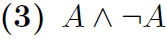 (3) A ∧ ¬A